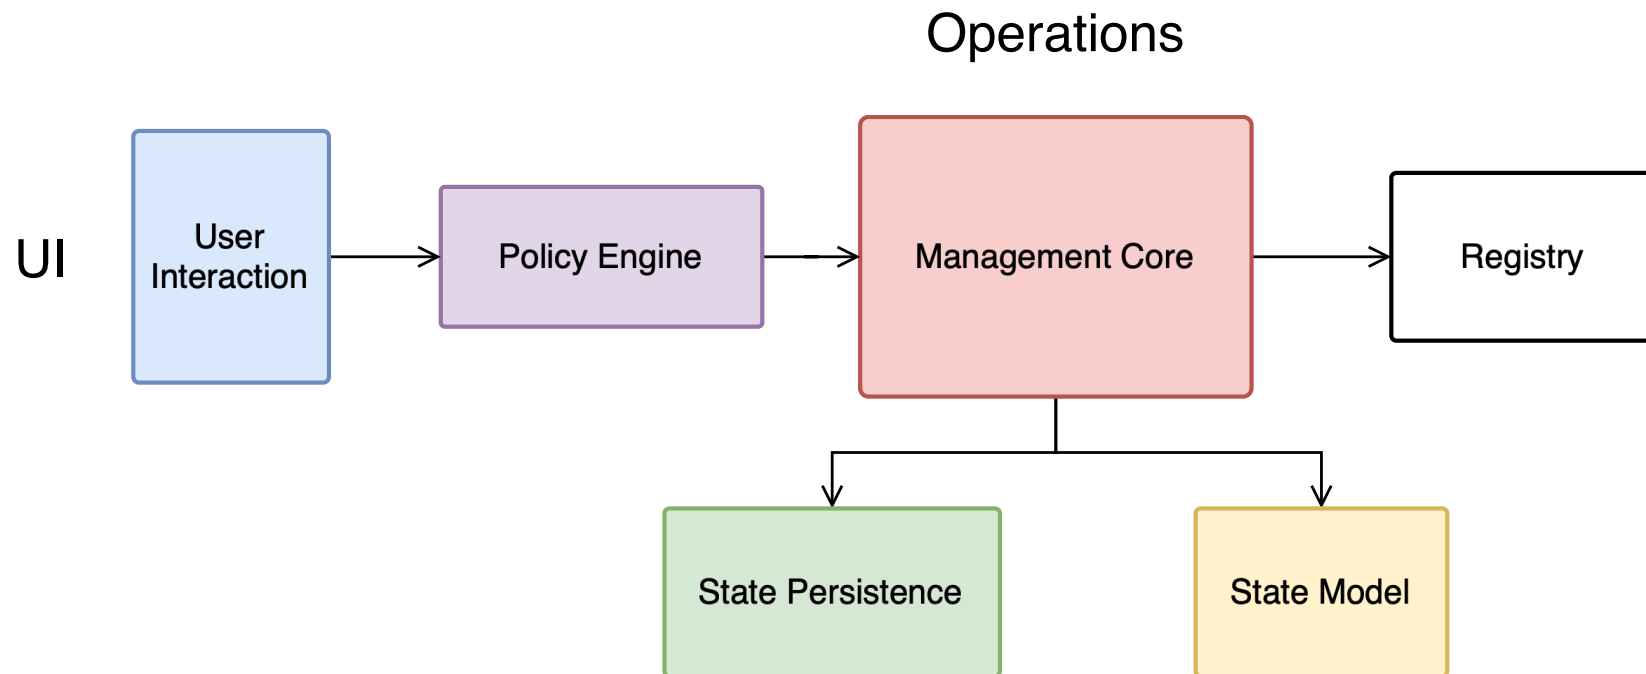 Operations
UI
User
Interaction
Policy Engine
Management Core
Registry
State Persistence
State Model